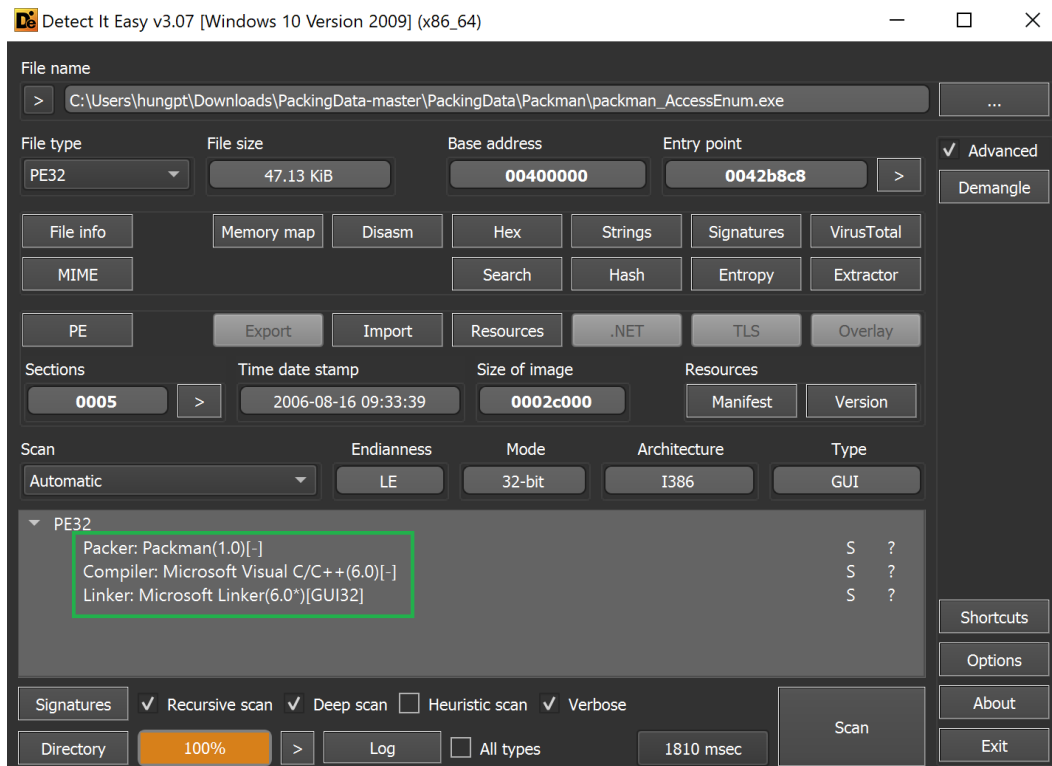 Detect It Easy v3.07 [Windows 10 Version 2009] (x86_64)
File name
> C:\Users\hungpt\Downloads\PackingData-master\PackingData\Packman\packman_AccessEnum.exe ...
File type File size Base address Entry point
Advanced
PE32 47.13 KiB 00400000 0042b8c8 >
Demangle
File info Memory map Disasm Hex Strings Signatures VirusTotal
MIME Search Hash Entropy Extractor
PE Export Import Resources .NET TLS Overlay
Sections Time date stamp Size of image Resources
0005 > 2006-08-16 09:33:39 0002c000 Manifest Version
Scan Endianness Mode Architecture Type
Automatic LE 32-bit I386 GUI
PE32
Packer: Packman(1.0)[-] S ?
Compiler: Microsoft Visual C/C++(6.0)[-] S ?
Linker: Microsoft Linker(6.0*)[GUI32] S ?
Shortcuts
Options
Signatures Recursive scan Deep scan Heuristic scan Verbose Scan About
Directory 100% > Log All types 1810 msec Exit